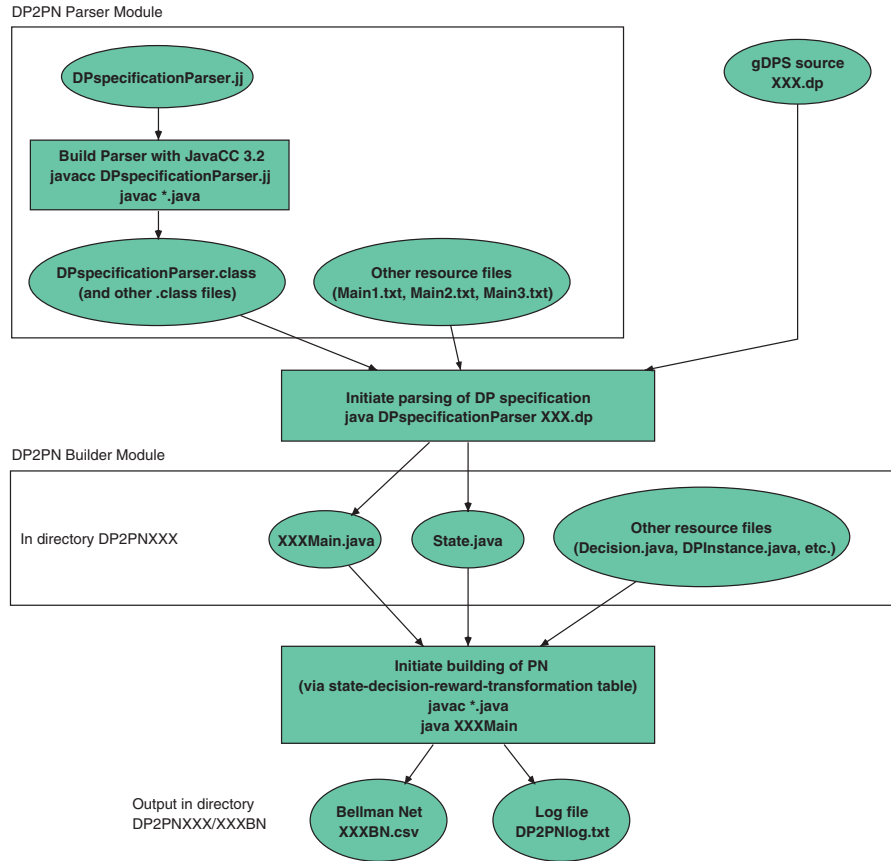 DP2PN Parser Module
DPspecificationParser.jj
gDPS source
XXX.dp
Build Parser with JavaCC 3.2
javacc DPspecificationParser.jj
javac *.java
DPspecificationParser.class
(and other .class files)
Other resource files
(Main1.txt, Main2.txt, Main3.txt)
Initiate parsing of DP specification
java DPspecificationParser XXX.dp
DP2PN Builder Module
In directory DP2PNXXX
XXXMain.java
State.java
Other resource files
(Decision.java, DPInstance.java, etc.)
Initiate building of PN
(via state-decision-reward-transformation table)
javac *.java
java XXXMain
Output in directory
DP2PNXXX/XXXBN
Bellman Net
XXXBN.csv
Log file
DP2PNlog.txt